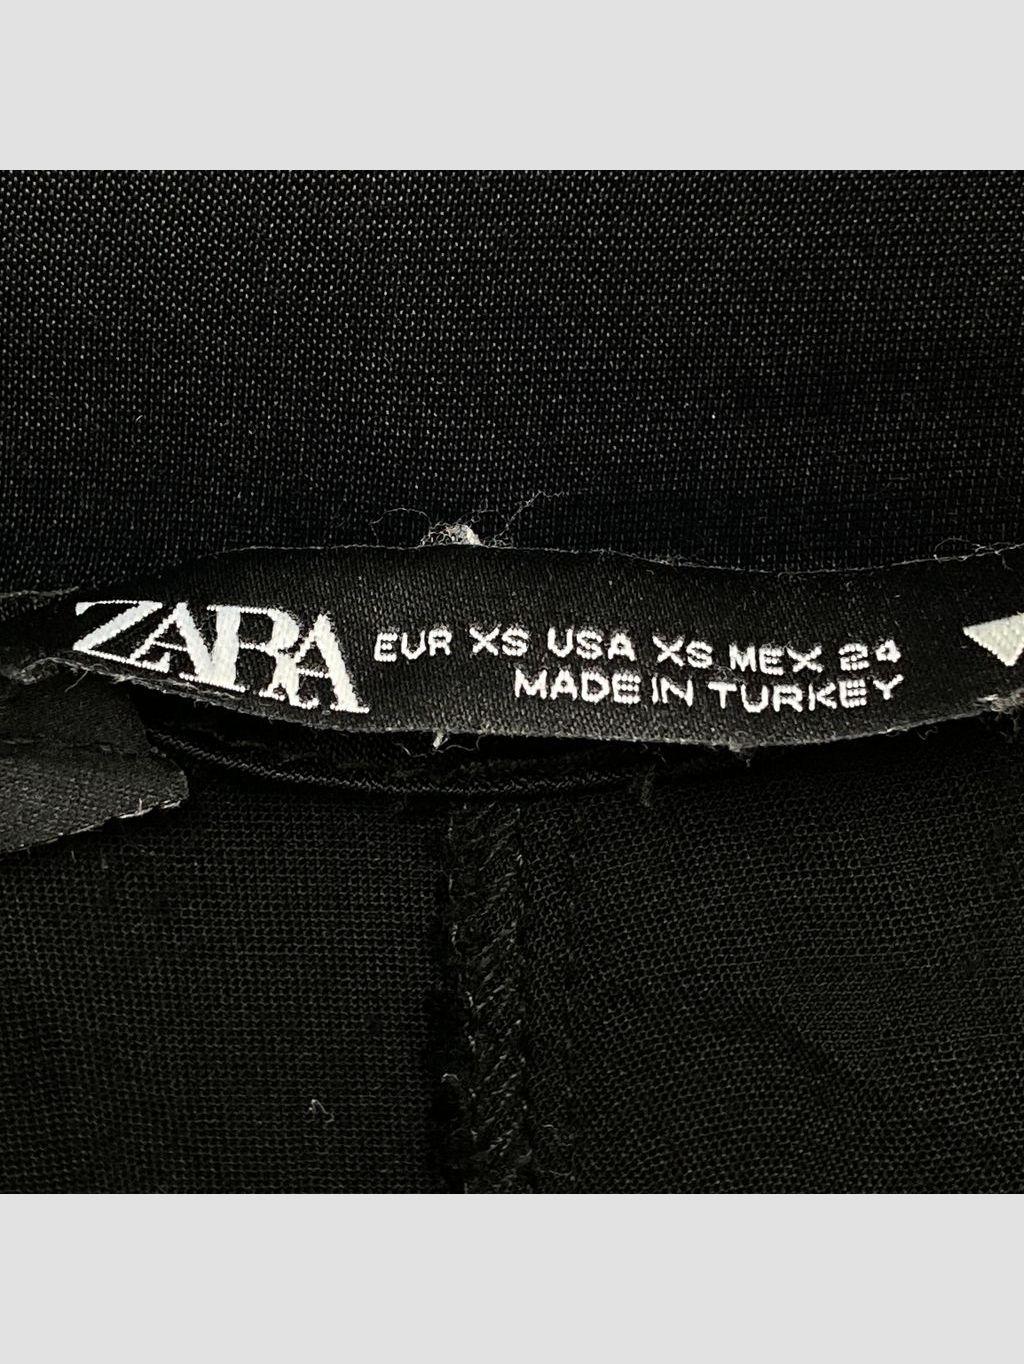 ZARA
EUR XS USA XS MEX 24
MADE IN TURKEY